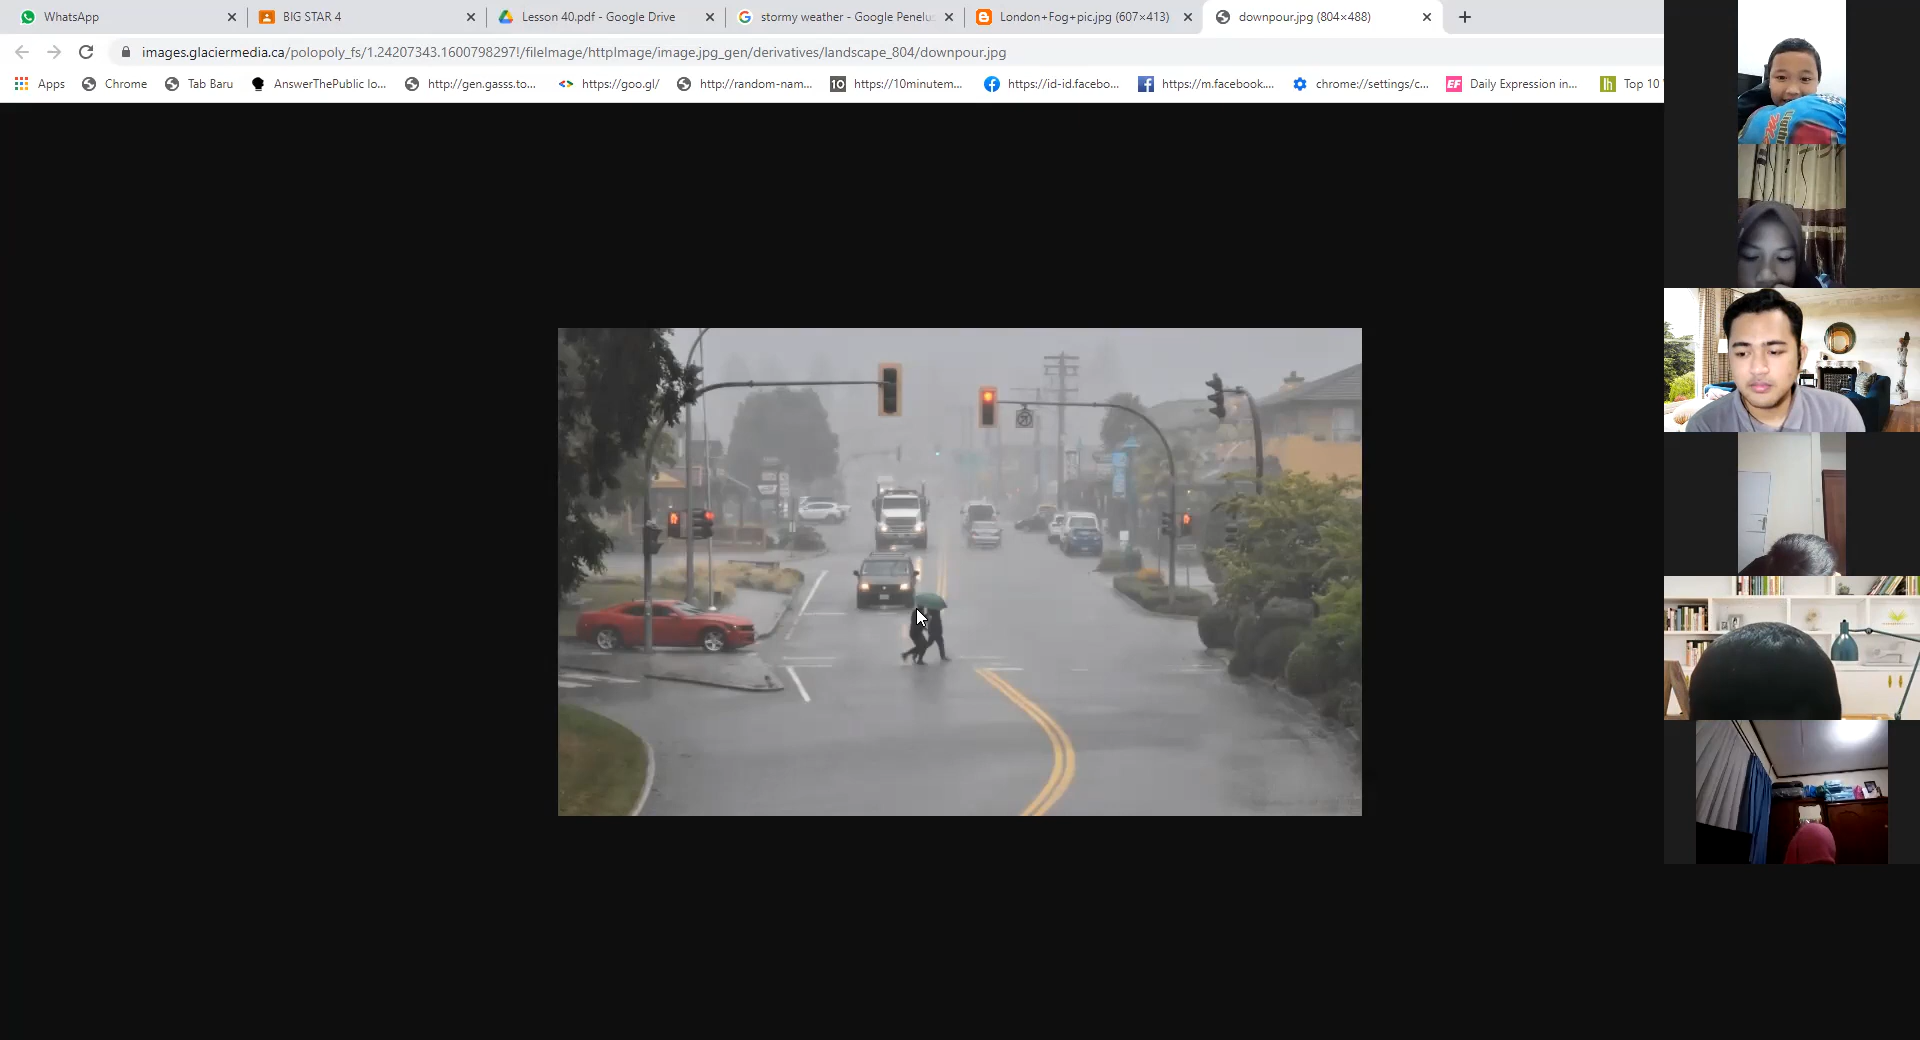 WhatsApp
BIG STAR 4
Lesson 40.pdf - Google Drive
stormy weather - Google Penelu
London+Fog+pic.jpg (607×413)
downpour.jpg (804×488)
images.glaciermedia.ca/polopoly_fs/1.24207343.1600798297!/fileImage/httpImage/image.jpg_gen/derivatives/landscape_804/downpour.jpg
Apps
Chrome
Tab Baru
AnswerThePublic lo...
http://gen.gasss.to...
https://goo.gl/
http://random-nam...
10 https://10minutem...
https://id-id.facebo...
https://m.facebook....
chrome://settings/c...
EF Daily Expression in...
lh Top 10